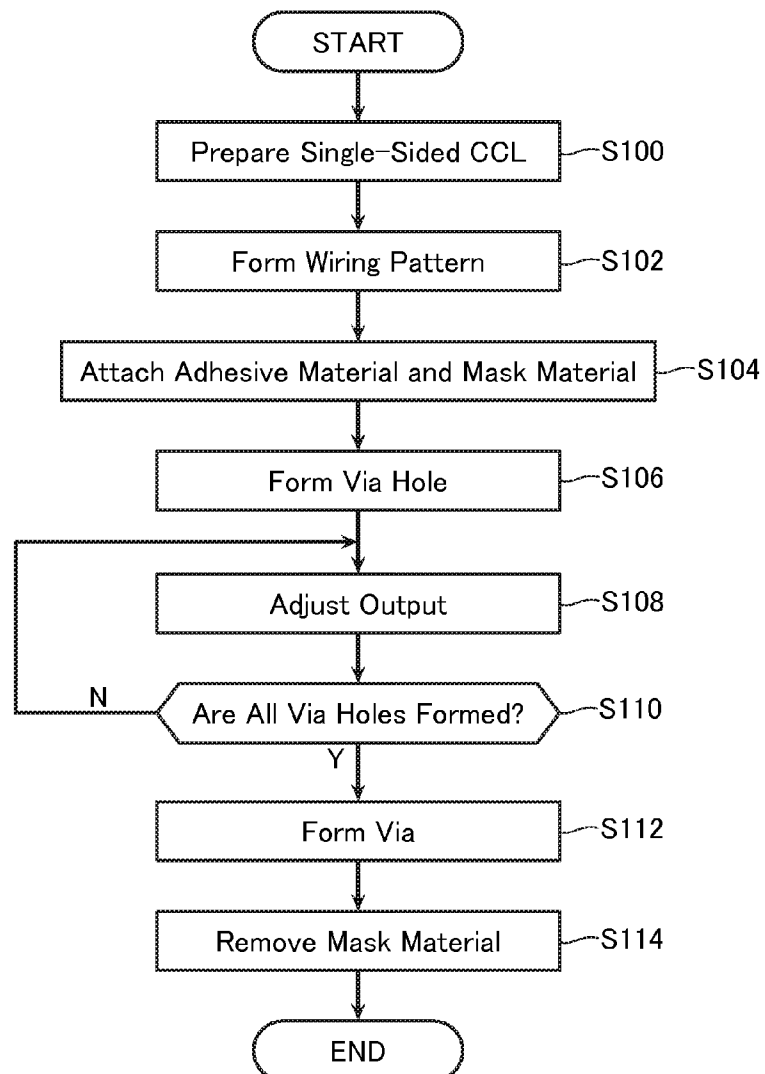 START
Prepare Single-Sided CCL S100
Form Wiring Pattern S102
Attach Adhesive Material and Mask Material S104
Form Via Hole S106
Adjust Output S108
N
Are All Via Holes Formed? S110
Y
Form Via S112
Remove Mask Material S114
END